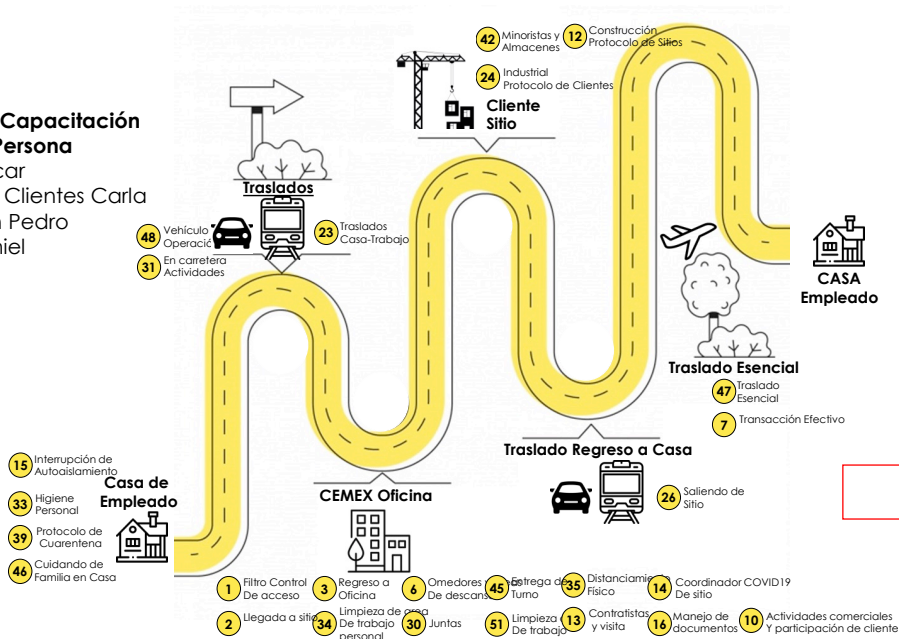 Capacitación
Persona
car
Clientes Carla
Pedro
niel
42 Minoristas y
Almacenes
12 Construcción
Protocolo de Sitios
24 Industrial
Protocolo de Clientes
Cliente
Sitio
Traslados
48 Vehículo
Operació
23 Traslados
Casa-Trabajo
31 En carretera
Actividades
CASA
Empleado
Traslado Esencial
47 Traslado
Esencial
7 Transacción Efectivo
Traslado Regreso a Casa
26 Saliendo de
Sitio
15 Interrupción de
Autoaislamiento
33 Higiene
Personal
39 Protocolo de
Cuarentena
46 Cuidando de
Familia en Casa
Casa de
Empleado
CEMEX Oficina
1 Filtro Control
De acceso
3 Regreso a
Oficina
6 Omedores
De descans
45 Entrega de
Turno
35 Distanciamie
Físico
14 Coordinador COVID19
De sitio
2 Llegada a sitio
34 Limpieza de area
De trabajo
personal
30 Juntas
51 Limpieza
De trabajo
13 Contratistas
y visita
16 Manejo de
documentos
10 Actividades comerciales
Y participación de cliente